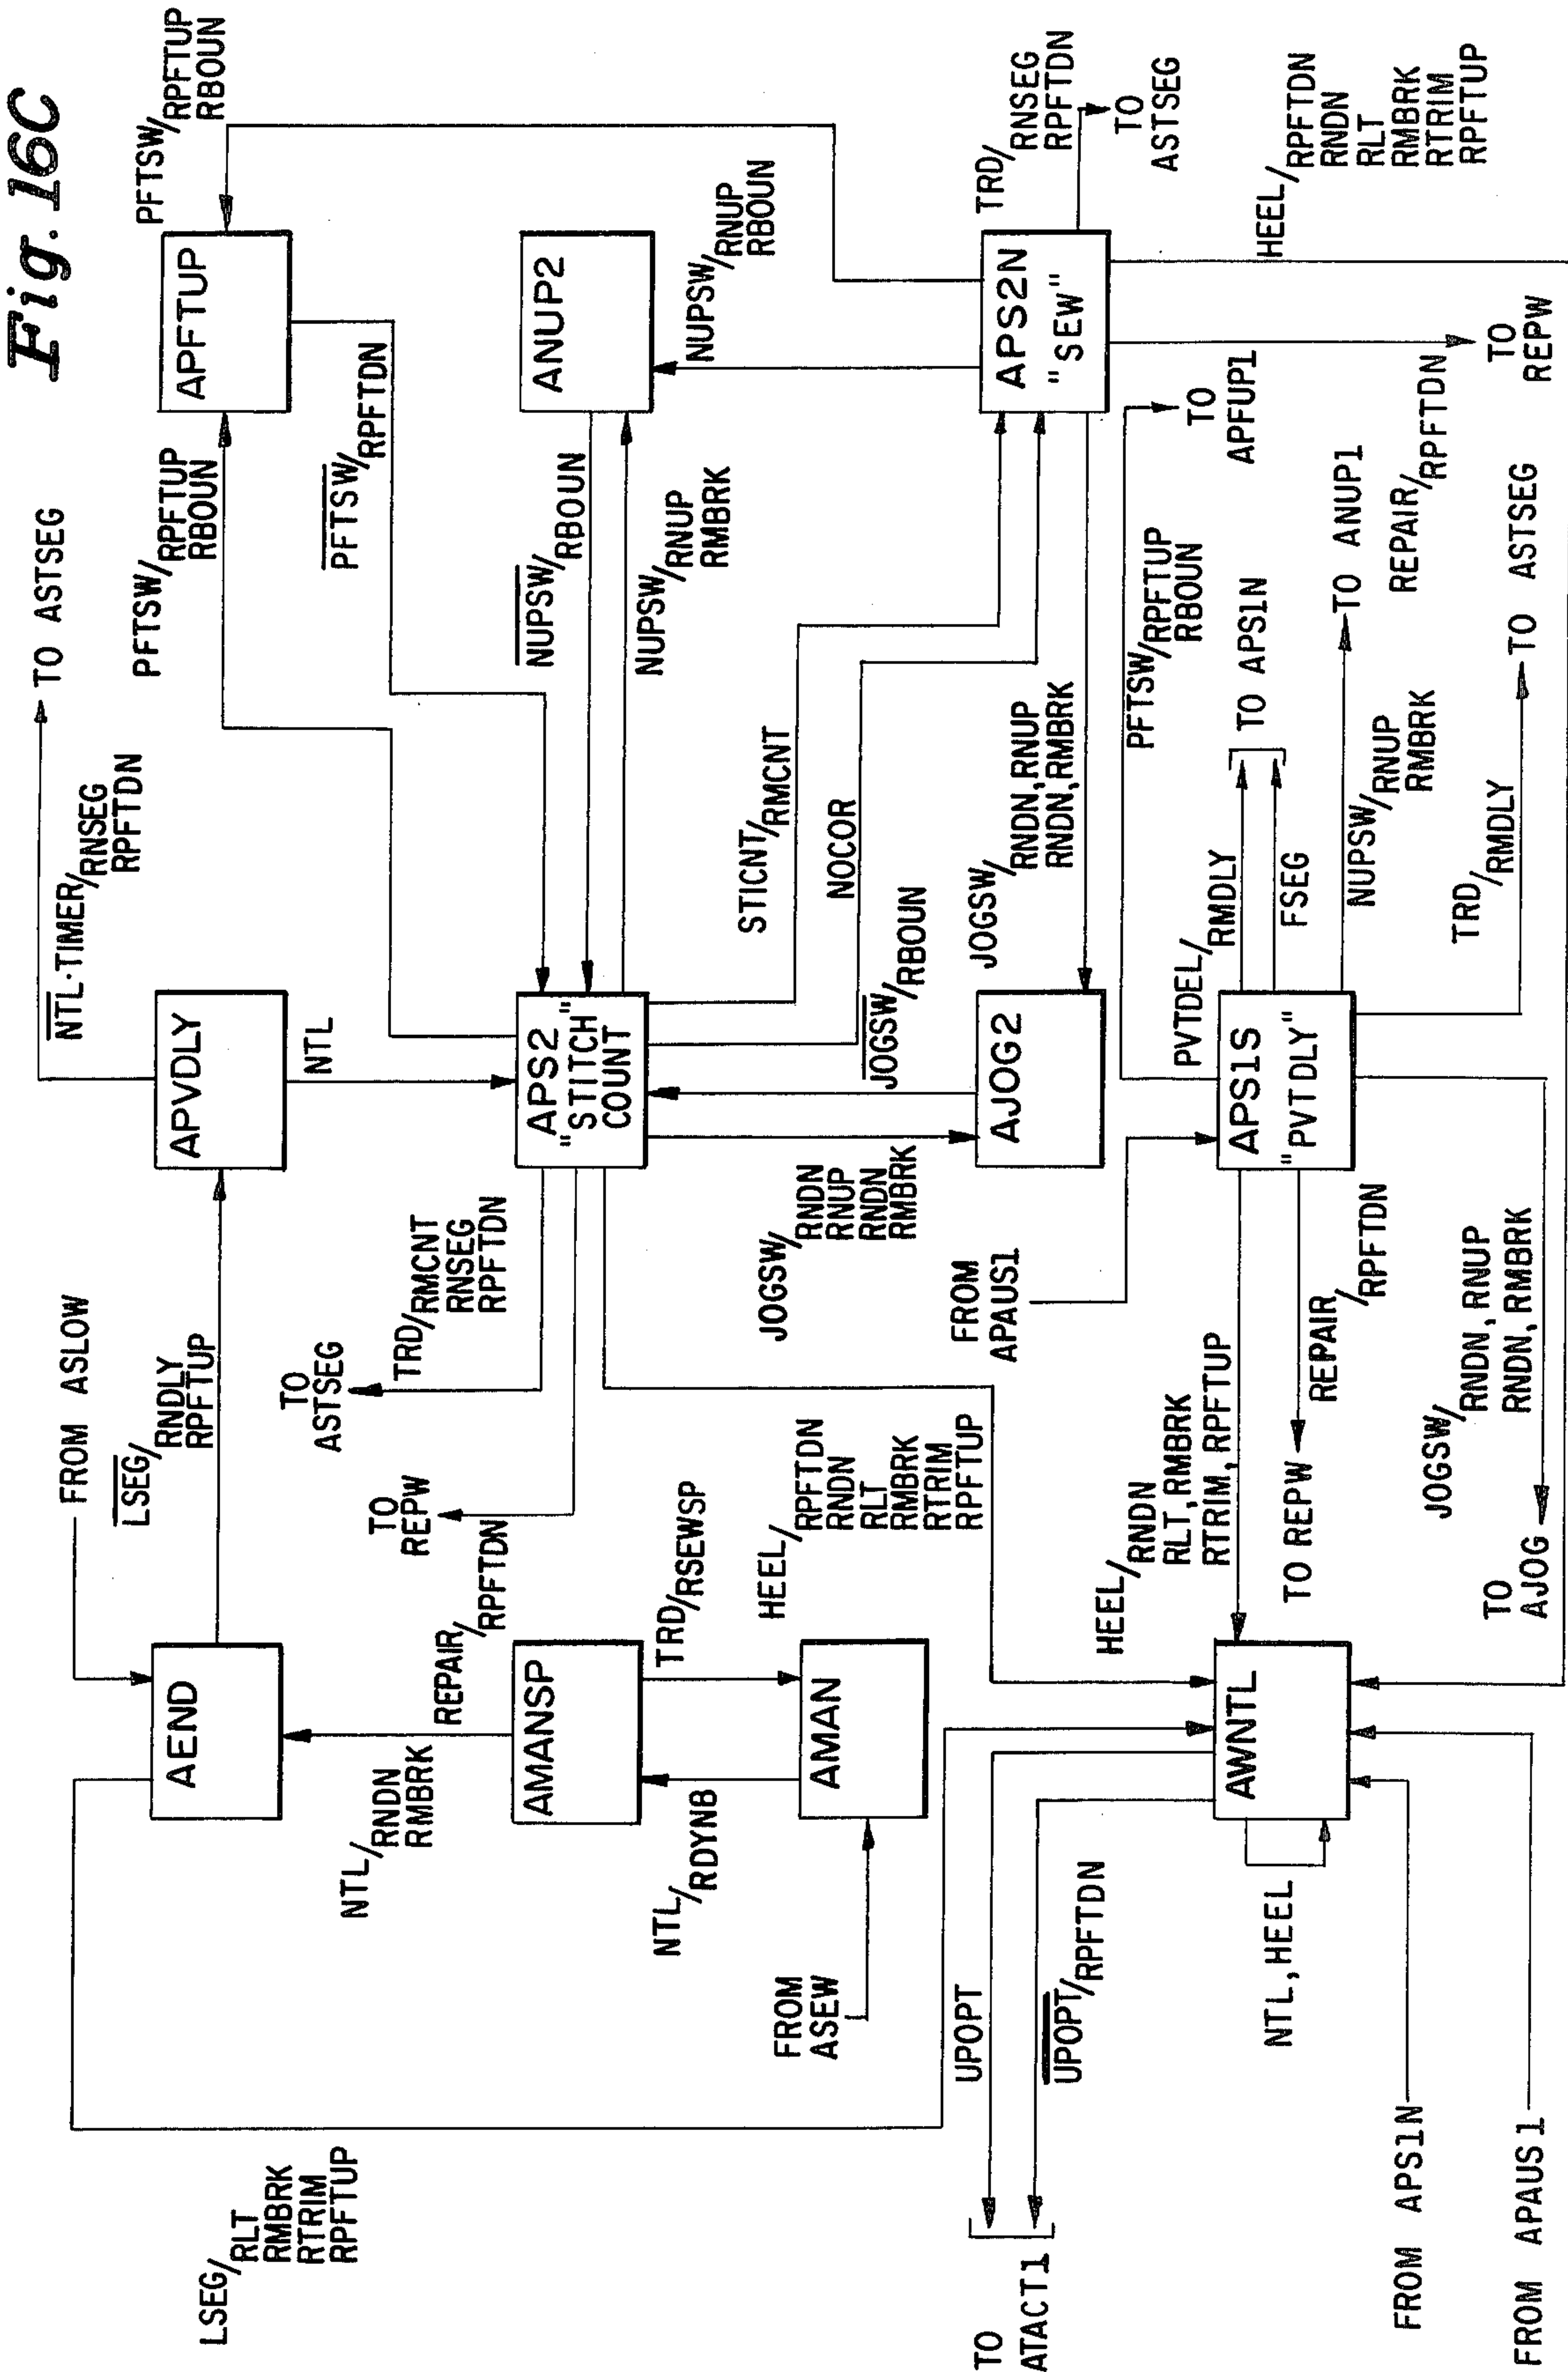 Fig. 16C
FROM ASLOW
TO ASTSEG
N̅T̅L̅·TIMER/RNSEG
RPFTDN
LSEG/RLT
RMBRK
RTRIM
RPFTUP
AEND
L̅S̅E̅G̅/RNDLY
RPFTUP
APVDLY
PFTSW/RPFTUP
RBOUN
APFTUP
PFTSW/RPFTUP
RBOUN
NTL/RNDN
RMBRK
REPAIR/RPFTDN
TO
REPW
TO
ASTSEG
NTL
P̅F̅T̅S̅W̅/RPFTDN
AMANSP
TRD/RMCNT
RNSEG
RPFTDN
APS2
"STITCH"
COUNT
N̅U̅P̅S̅W̅/RBOUN
NUPSW/RNUP
RMBRK
ANUP2
NUPSW/RNUP
RBOUN
NTL/RDYNB
TRD/RSEWSP
FROM
ASEW
AMAN
HEEL/RPFTDN
RNDN
RLT
RMBRK
RTRIM
RPFTUP
JOGSW/RNDN
RNUP
RNDN
RMBRK
J̅O̅G̅S̅W̅/RBOUN
STICNT/RMCNT
NOCOR
AJOG2
JOGSW/RNDN,RNUP
RNDN,RMBRK
APS2N
"SEW"
TRD/RNSEG
RPFTDN
TO
ASTSEG
TO
ATACT1
UPOPT
U̅P̅O̅P̅T̅/RPFTDN
FROM
APAUS1
PFTSW/RPFTUP
RBOUN
TO
APFUP1
HEEL/RPFTDN
RNDN
RLT
RMBRK
RTRIM
RPFTUP
AWNTL
HEEL/RNDN
RLT,RMBRK
RTRIM,RPFTUP
APS1S
"PVTDLY"
PVTDEL/RMDLY
FSEG
TO APS1N
NTL,HEEL
TO REPW
REPAIR/RPFTDN
NUPSW/RNUP
RMBRK
TO ANUP1
REPAIR/RPFTDN
TO
REPW
FROM APS1N
TO
AJOG
JOGSW/RNDN,RNUP
RNDN,RMBRK
TRD/RMDLY
TO ASTSEG
FROM APAUS1